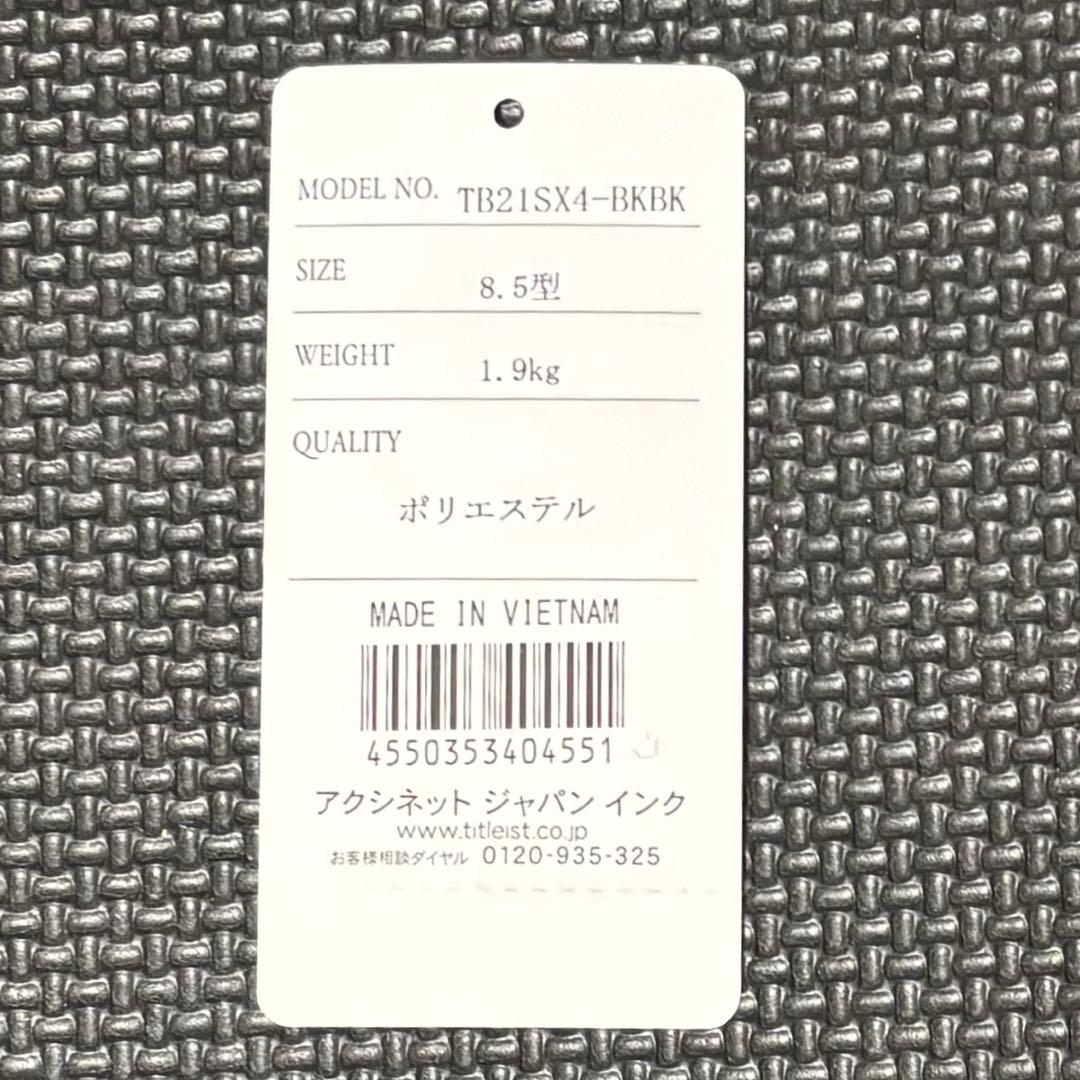 MODEL NO. TB21SX4-BKBK
SIZE 8.5型
WEIGHT 1.9kg
QUALITY
ポリエステル
MADE IN VIETNAM
4550353404551
アクシネット ジャパン インク
www.titleist.co.jp
お客様相談ダイヤル 0120-935-325